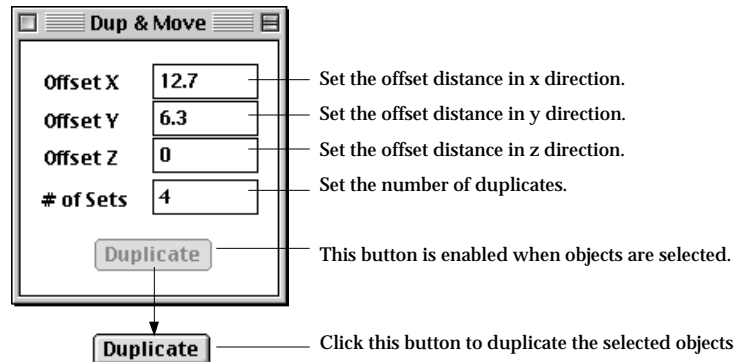 Dup & Move
Offset X 12.7 Set the offset distance in x direction.
Offset Y 6.3 Set the offset distance in y direction.
Offset Z 0 Set the offset distance in z direction.
# of Sets 4 Set the number of duplicates.
Duplicate This button is enabled when objects are selected.
Duplicate Click this button to duplicate the selected objects